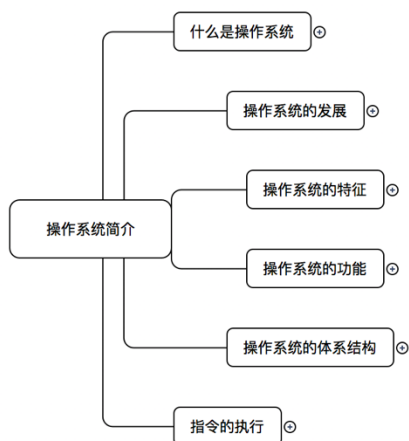 什么是操作系统
操作系统的发展
操作系统的特征
操作系统简介
操作系统的功能
操作系统的体系结构
指令的执行